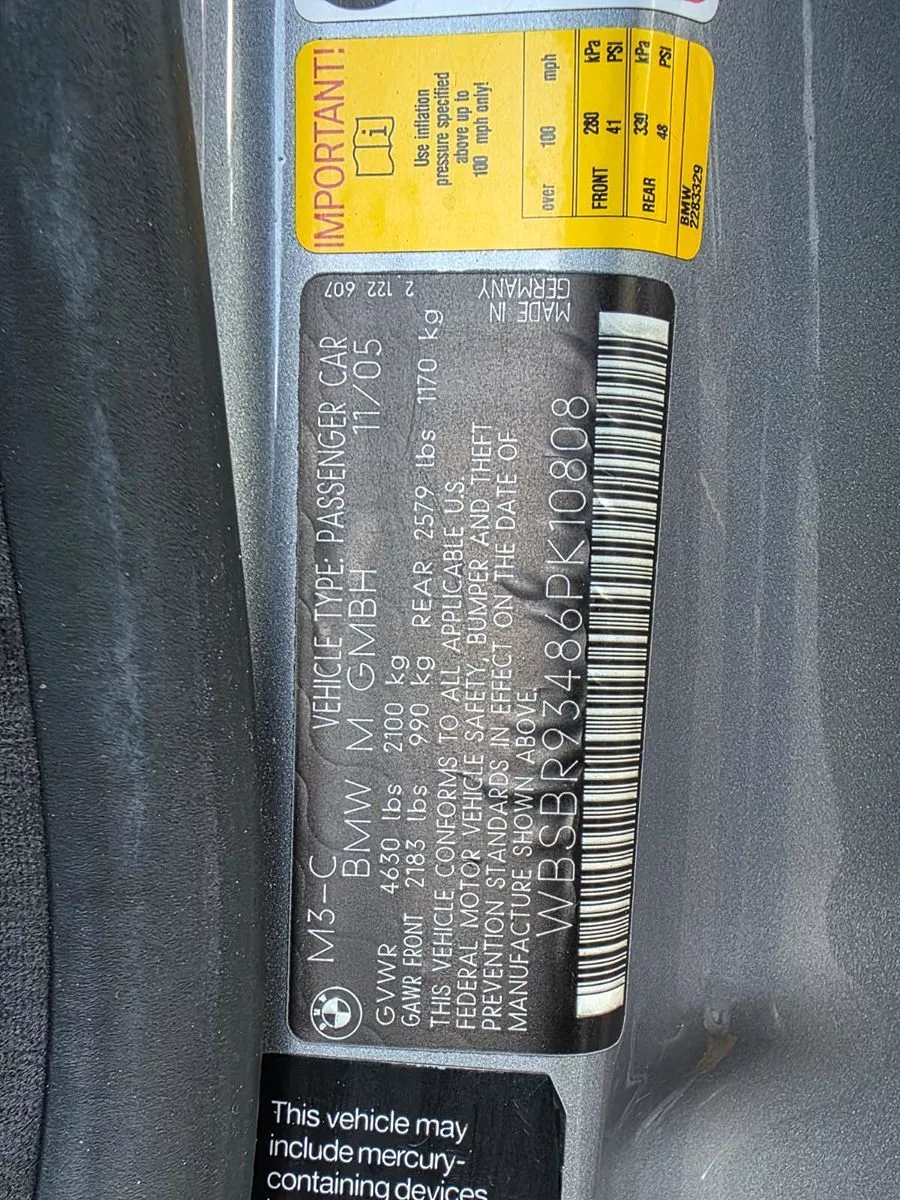 IMPORTANT!
i
Use inflation
pressure specified
above up to
100 mph only!
over 100 mph
FRONT 280 kPa
41 PSI
REAR 330 kPa
48 PSI
BMW
2283329
BMW
M3-C VEHICLE TYPE: PASSENGER CAR
BMW M GMBH 11/05
GVWR 4630 lbs 2100 kg
GAWR FRONT 2183 lbs 990 kg REAR 2579 lbs 1170 kg
THIS VEHICLE CONFORMS TO ALL APPLICABLE U.S.
FEDERAL MOTOR VEHICLE SAFETY, BUMPER AND THEFT
PREVENTION STANDARDS IN EFFECT ON THE DATE OF
MANUFACTURE SHOWN ABOVE.
WBSBR93486PK10808
2 122 607
MADE IN
GERMANY
This vehicle may
include mercury-
containing devices